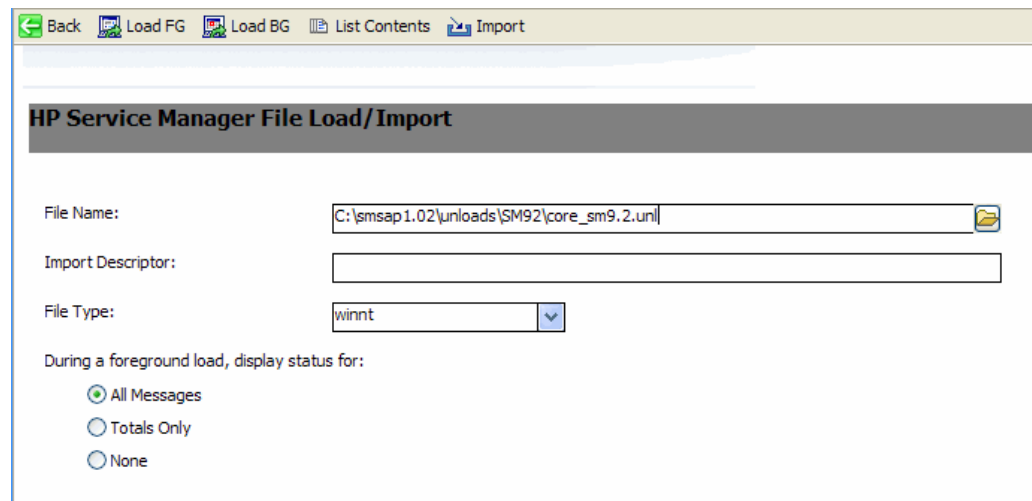 Back Load FG Load BG List Contents Import
HP Service Manager File Load/Import
File Name: C:\smsap1.02\unloads\SM92\core_sm9.2.unl
Import Descriptor:
File Type: winnt
During a foreground load, display status for:
All Messages
Totals Only
None